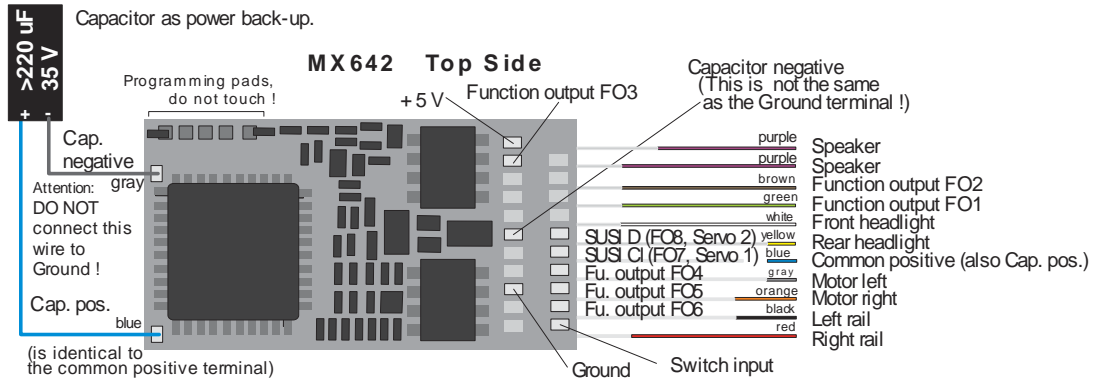 Capacitor as power back-up.
>220 uF
35 V
+ -
MX642 Top Side
Programming pads,
do not touch !
+ 5 V
Function output FO3
Capacitor negative
(This is not the same
as the Ground terminal !)
Cap.
negative
gray
Attention:
DO NOT
connect this
wire to
Ground !
Cap. pos.
blue
(is identical to
the common positive terminal)
purple Speaker
purple Speaker
brown Function output FO2
green Function output FO1
white Front headlight
SUSI D (FO8, Servo 2) yellow Rear headlight
SUSI Cl (FO7, Servo 1) blue Common positive (also Cap. pos.)
Fu. output FO4 gray Motor left
Fu. output FO5 orange Motor right
Fu. output FO6 black Left rail
red Right rail
Ground
Switch input